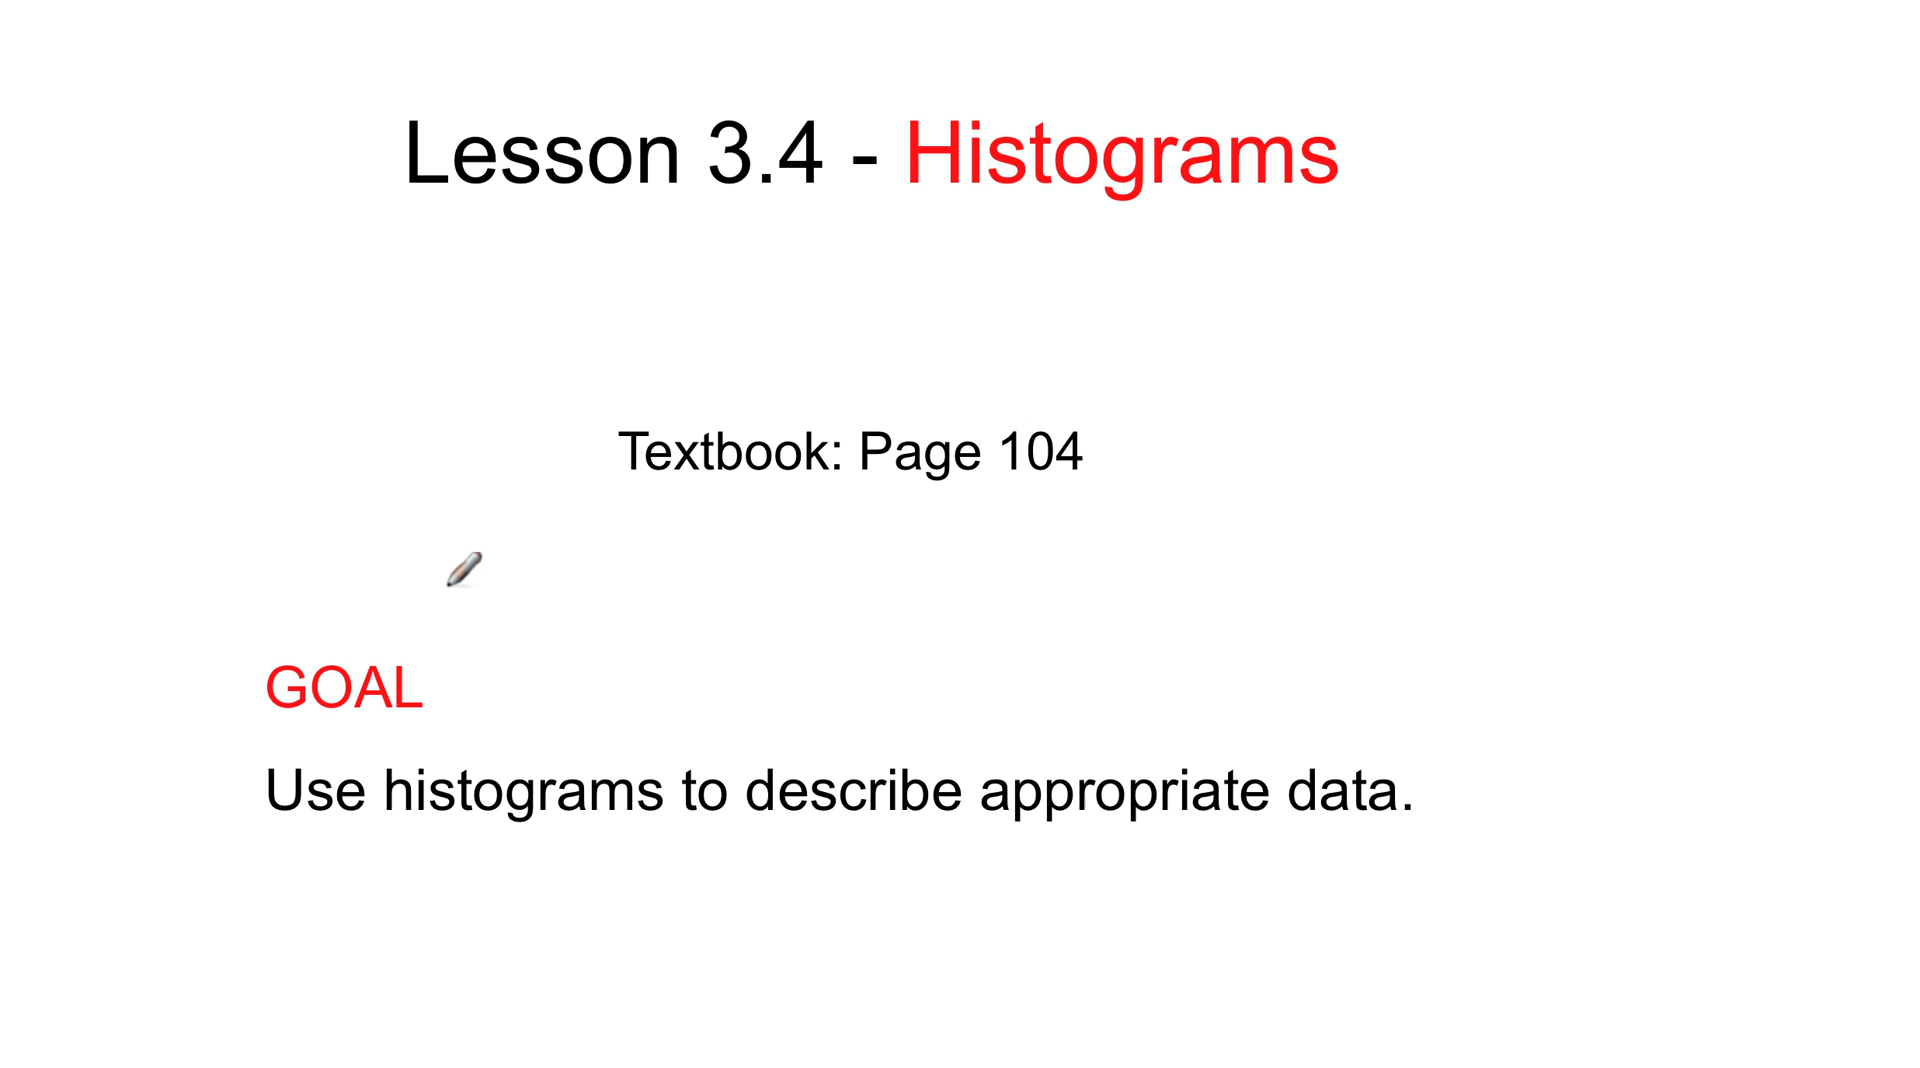 Lesson 3.4 - Histograms
Textbook: Page 104
GOAL
Use histograms to describe appropriate data.